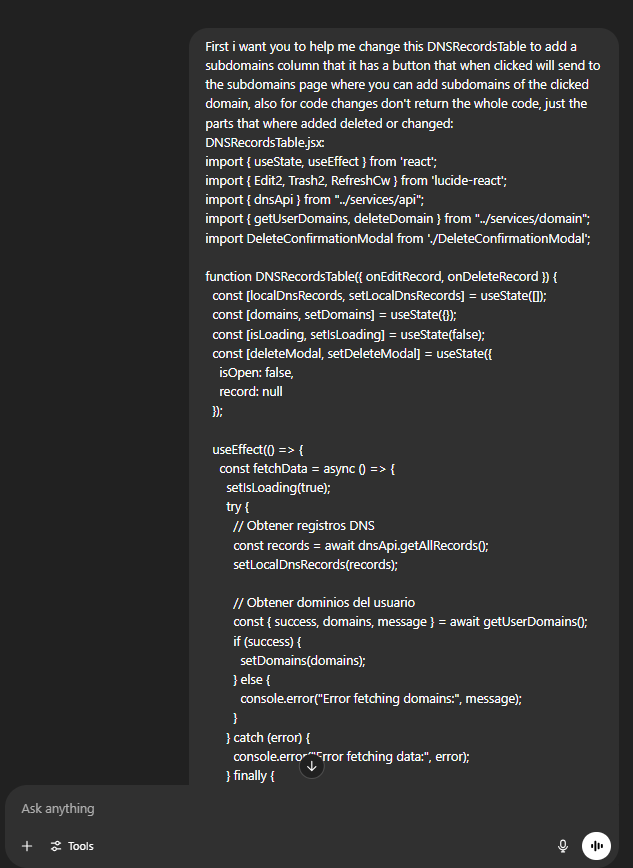 First i want you to help me change this DNSRecordsTable to add a
subdomains column that it has a button that when clicked will send to
the subdomains page where you can add subdomains of the clicked
domain, also for code changes don't return the whole code, just the
parts that where added deleted or changed:
DNSRecordsTable.jsx:
import { useState, useEffect } from 'react';
import { Edit2, Trash2, RefreshCw } from 'lucide-react';
import { dnsApi } from "../services/api";
import { getUserDomains, deleteDomain } from "../services/domain";
import DeleteConfirmationModal from './DeleteConfirmationModal';

function DNSRecordsTable({ onEditRecord, onDeleteRecord }) {
  const [localDnsRecords, setLocalDnsRecords] = useState([]);
  const [domains, setDomains] = useState({});
  const [isLoading, setIsLoading] = useState(false);
  const [deleteModal, setDeleteModal] = useState({
    isOpen: false,
    record: null
  });

  useEffect(() => {
    const fetchData = async () => {
      setIsLoading(true);
      try {
        // Obtener registros DNS
        const records = await dnsApi.getAllRecords();
        setLocalDnsRecords(records);

        // Obtener dominios del usuario
        const { success, domains, message } = await getUserDomains();
        if (success) {
          setDomains(domains);
        } else {
          console.error("Error fetching domains:", message);
        }
      } catch (error) {
        console.error("Error fetching data:", error);
      } finally {
Ask anything
Tools